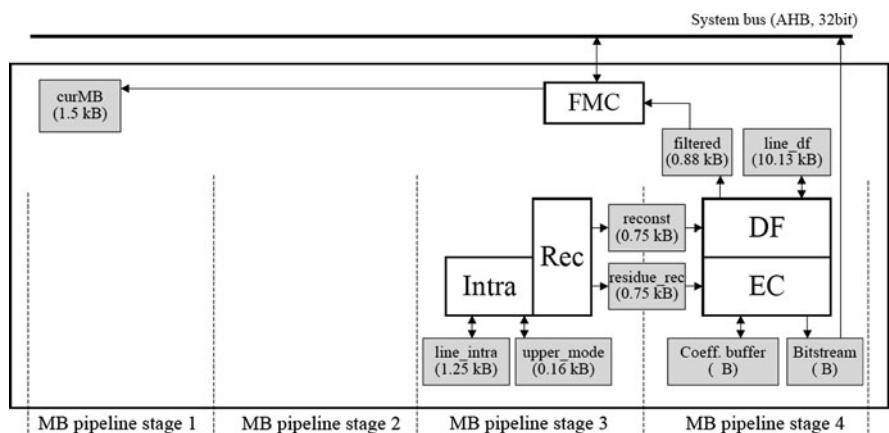 System bus (AHB, 32bit)
curMB
(1.5 kB)
FMC
filtered
(0.88 kB)
line_df
(10.13 kB)
reconst
(0.75 kB)
DF
Rec
Intra
residue_rec
(0.75 kB)
EC
line_intra
(1.25 kB)
upper_mode
(0.16 kB)
Coeff. buffer
( B)
Bitstream
( B)
MB pipeline stage 1
MB pipeline stage 2
MB pipeline stage 3
MB pipeline stage 4